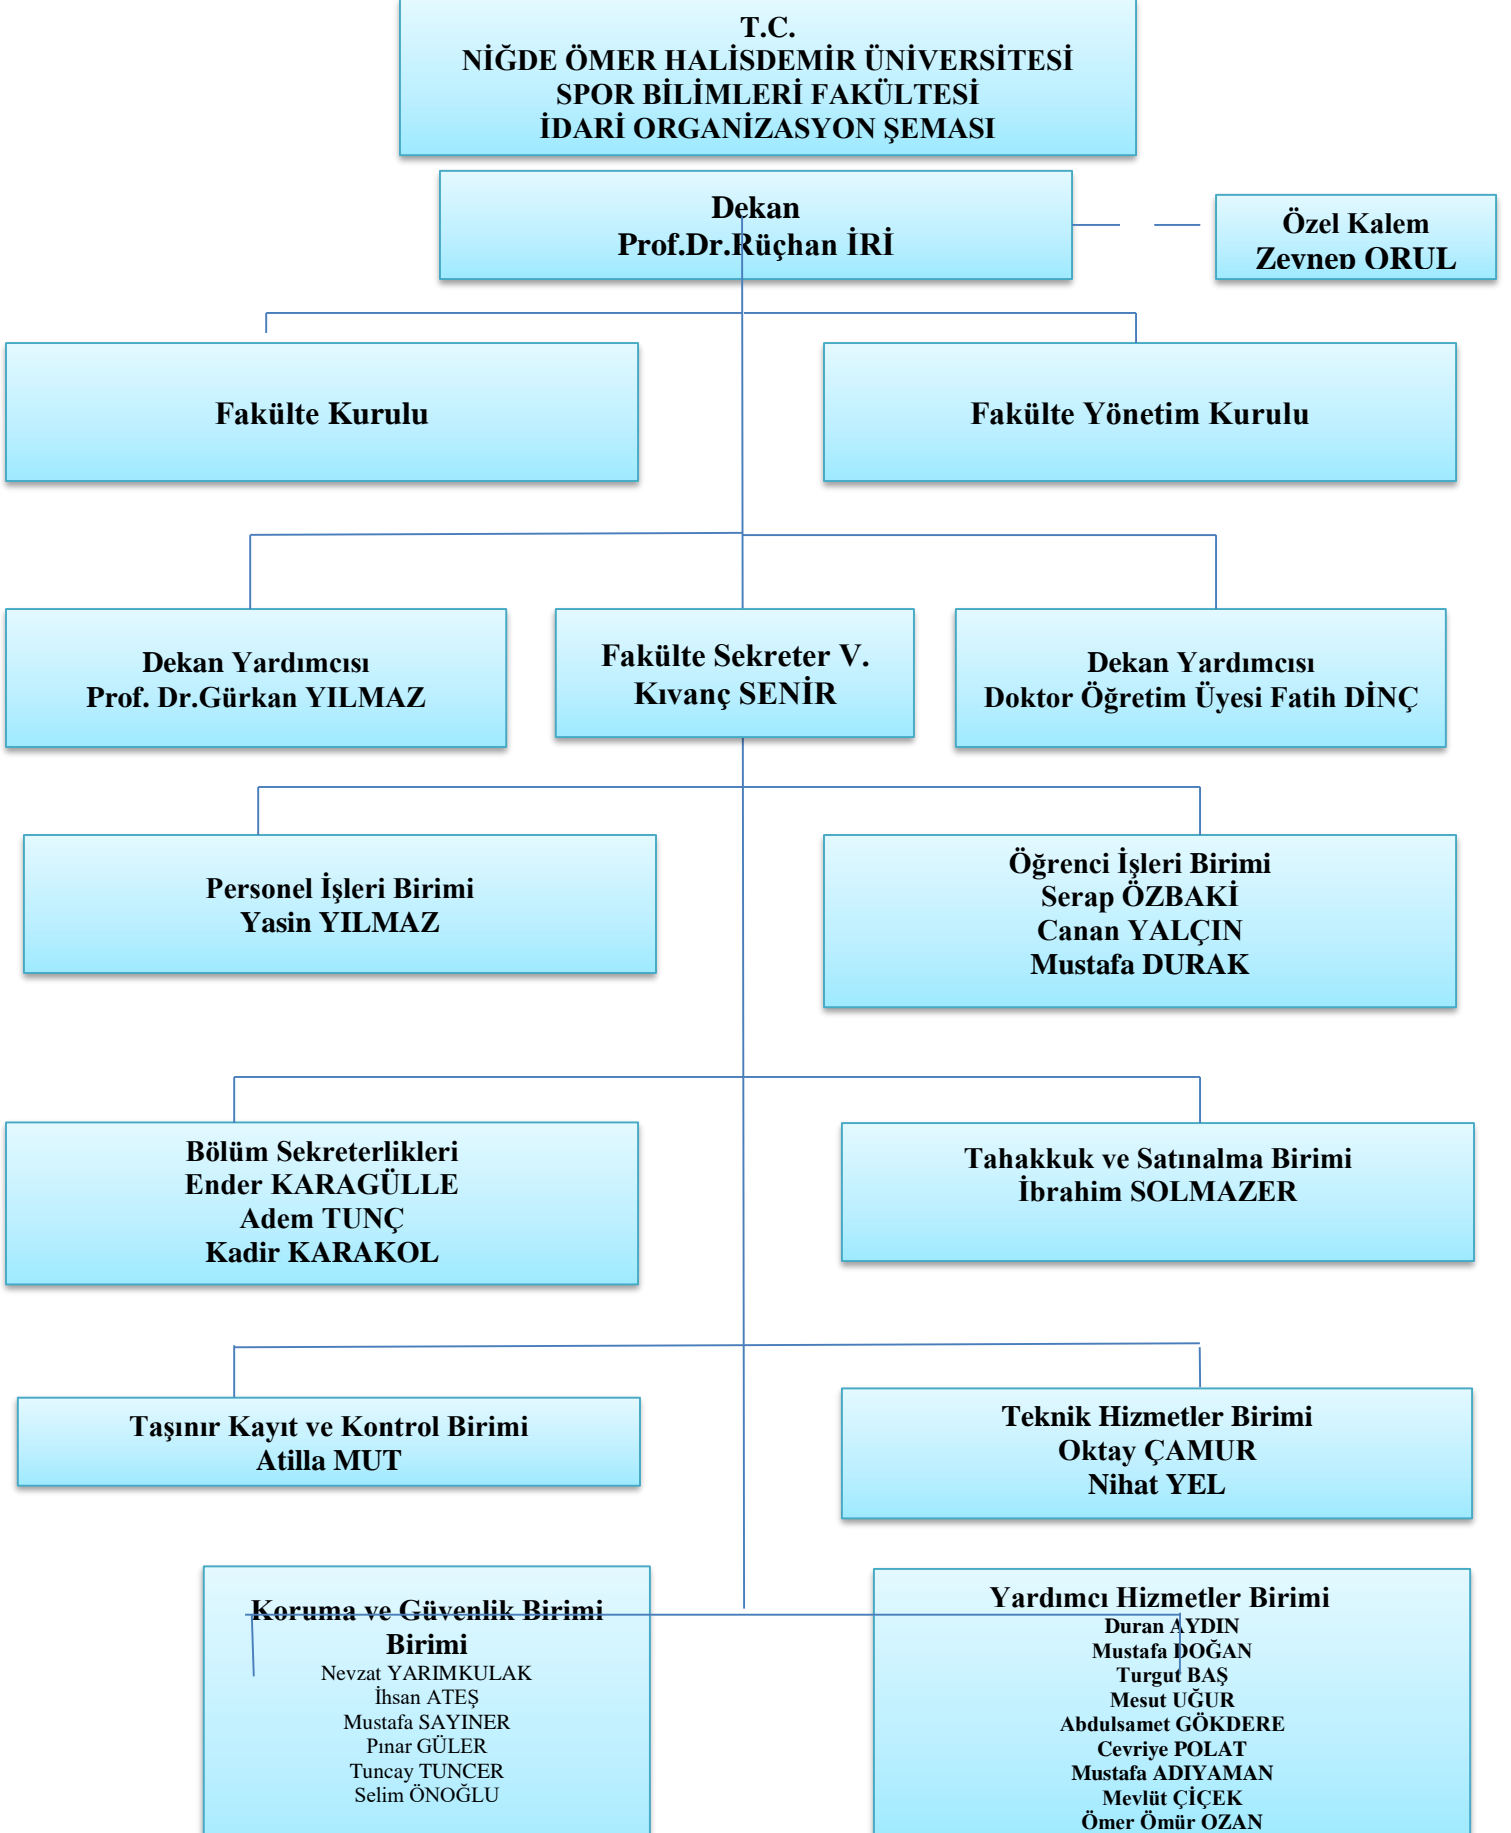 T.C.
NİĞDE ÖMER HALİSDEMİR ÜNİVERSİTESİ
SPOR BİLİMLERİ FAKÜLTESİ
İDARİ ORGANİZASYON ŞEMASI
Dekan
Prof.Dr.Rüçhan İRİ
Özel Kalem
Zeynep ORUL
Fakülte Kurulu
Fakülte Yönetim Kurulu
Dekan Yardımcısı
Prof. Dr.Gürkan YILMAZ
Fakülte Sekreter V.
Kıvanç SENİR
Dekan Yardımcısı
Doktor Öğretim Üyesi Fatih DİNÇ
Personel İşleri Birimi
Yasin YILMAZ
Öğrenci İşleri Birimi
Serap ÖZBAKİ
Canan YALÇIN
Mustafa DURAK
Bölüm Sekreterlikleri
Ender KARAGÜLLE
Adem TUNÇ
Kadir KARAKOL
Tahakkuk ve Satınalma Birimi
İbrahim SOLMAZER
Taşınır Kayıt ve Kontrol Birimi
Atilla MUT
Teknik Hizmetler Birimi
Oktay ÇAMUR
Nihat YEL
Koruma ve Güvenlik Birimi
Birimi
Nevzat YARIMKULAK
İhsan ATEŞ
Mustafa SAYINER
Pınar GÜLER
Tuncay TUNCER
Selim ÖNOĞLU
Yardımcı Hizmetler Birimi
Duran AYDIN
Mustafa DOĞAN
Turgut BAŞ
Mesut UĞUR
Abdulsamet GÖKDERE
Cevriye POLAT
Mustafa ADIYAMAN
Mevlüt ÇİÇEK
Ömer Ömür OZAN